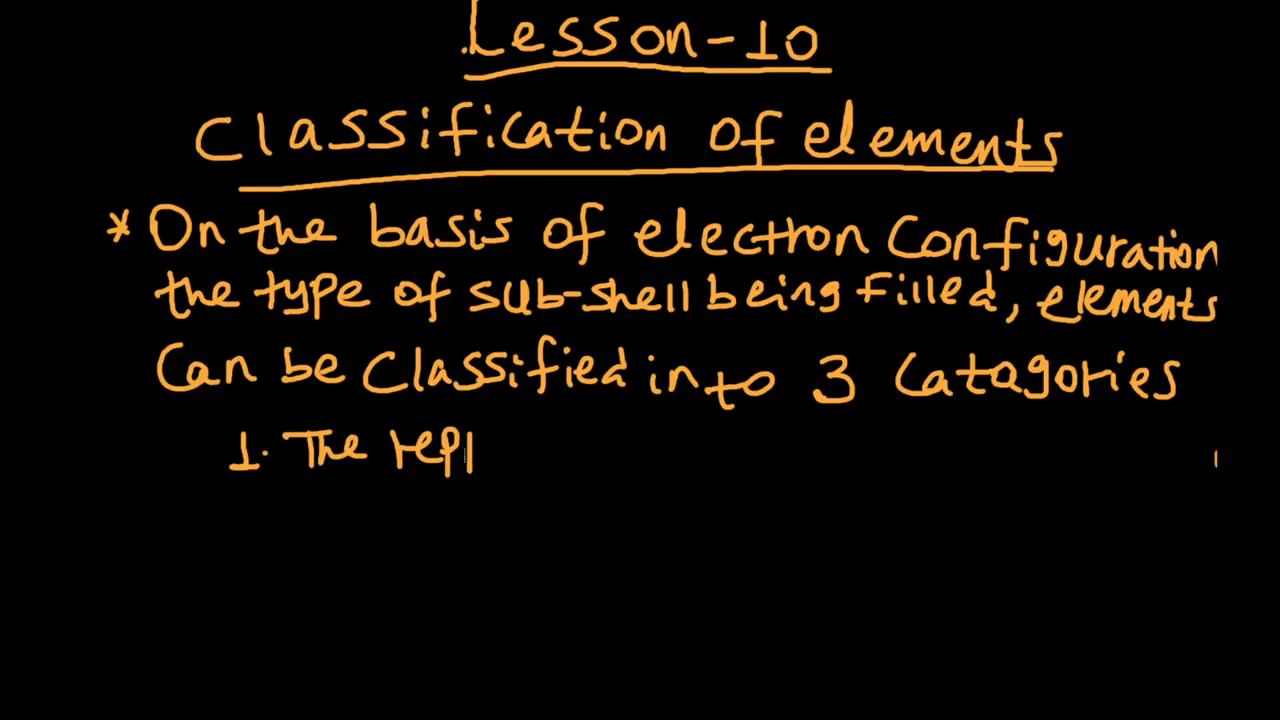 Lesson-10
Classification of elements
* On the basis of electron configuration
the type of sub-shell being filled, elements
can be classified into 3 catagories
1. The rep